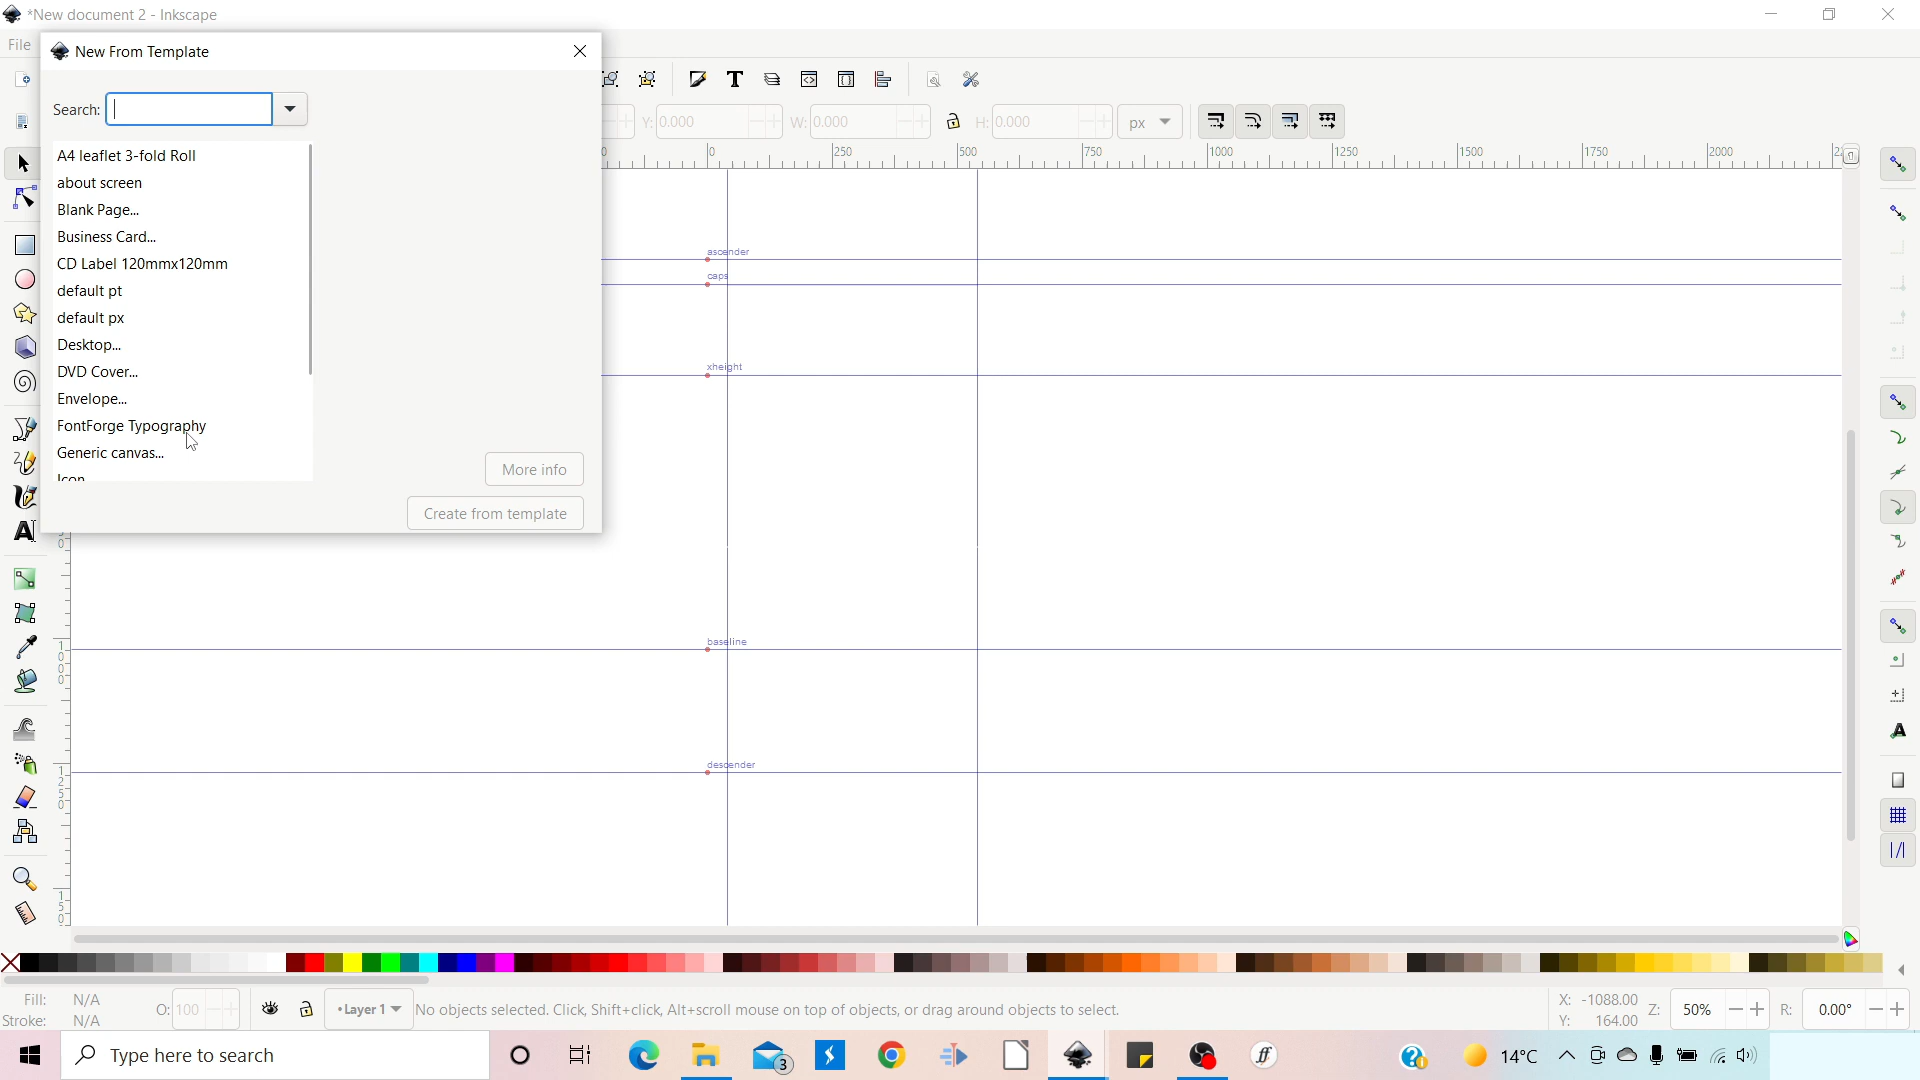 *New document 2 - Inkscape
File
New From Template
Search:
A4 leaflet 3-fold Roll
about screen
Blank Page...
Business Card...
CD Label 120mmx120mm
default pt
default px
Desktop...
DVD Cover...
Envelope...
FontForge Typography
Generic canvas...
Icon
More info
Create from template
Y: 0.000 W: 0.000 H: 0.000 px
0 250 500 750 1000 1250 1500 1750 2000
ascender
caps
xheight
baseline
descender
1000
1250
Fill: N/A
Stroke: N/A
O: 100
•Layer 1
No objects selected. Click, Shift+click, Alt+scroll mouse on top of objects, or drag around objects to select.
X: -1088.00
Y: 164.00
Z: 50%
R: 0.00°
Type here to search
3
14°C